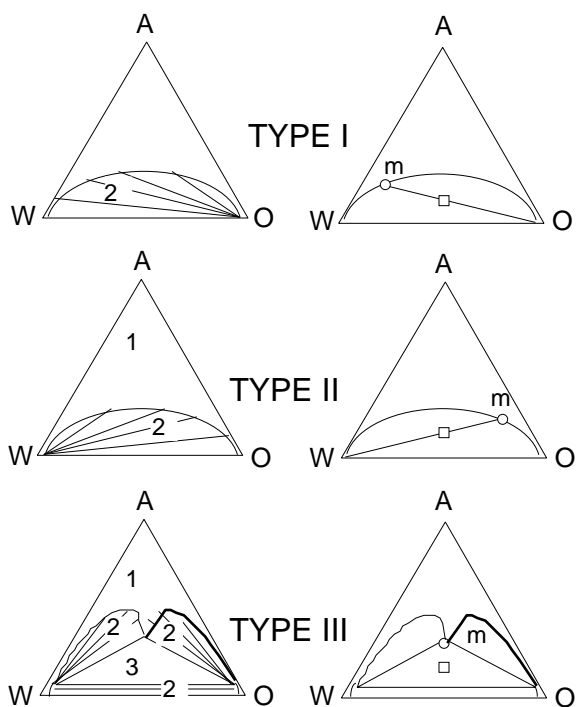 A A
TYPE I
m
2
W O W O
A A
1
TYPE II
m
2
W O W O
A A
1
2 2 TYPE III m
3
W 2 O W O